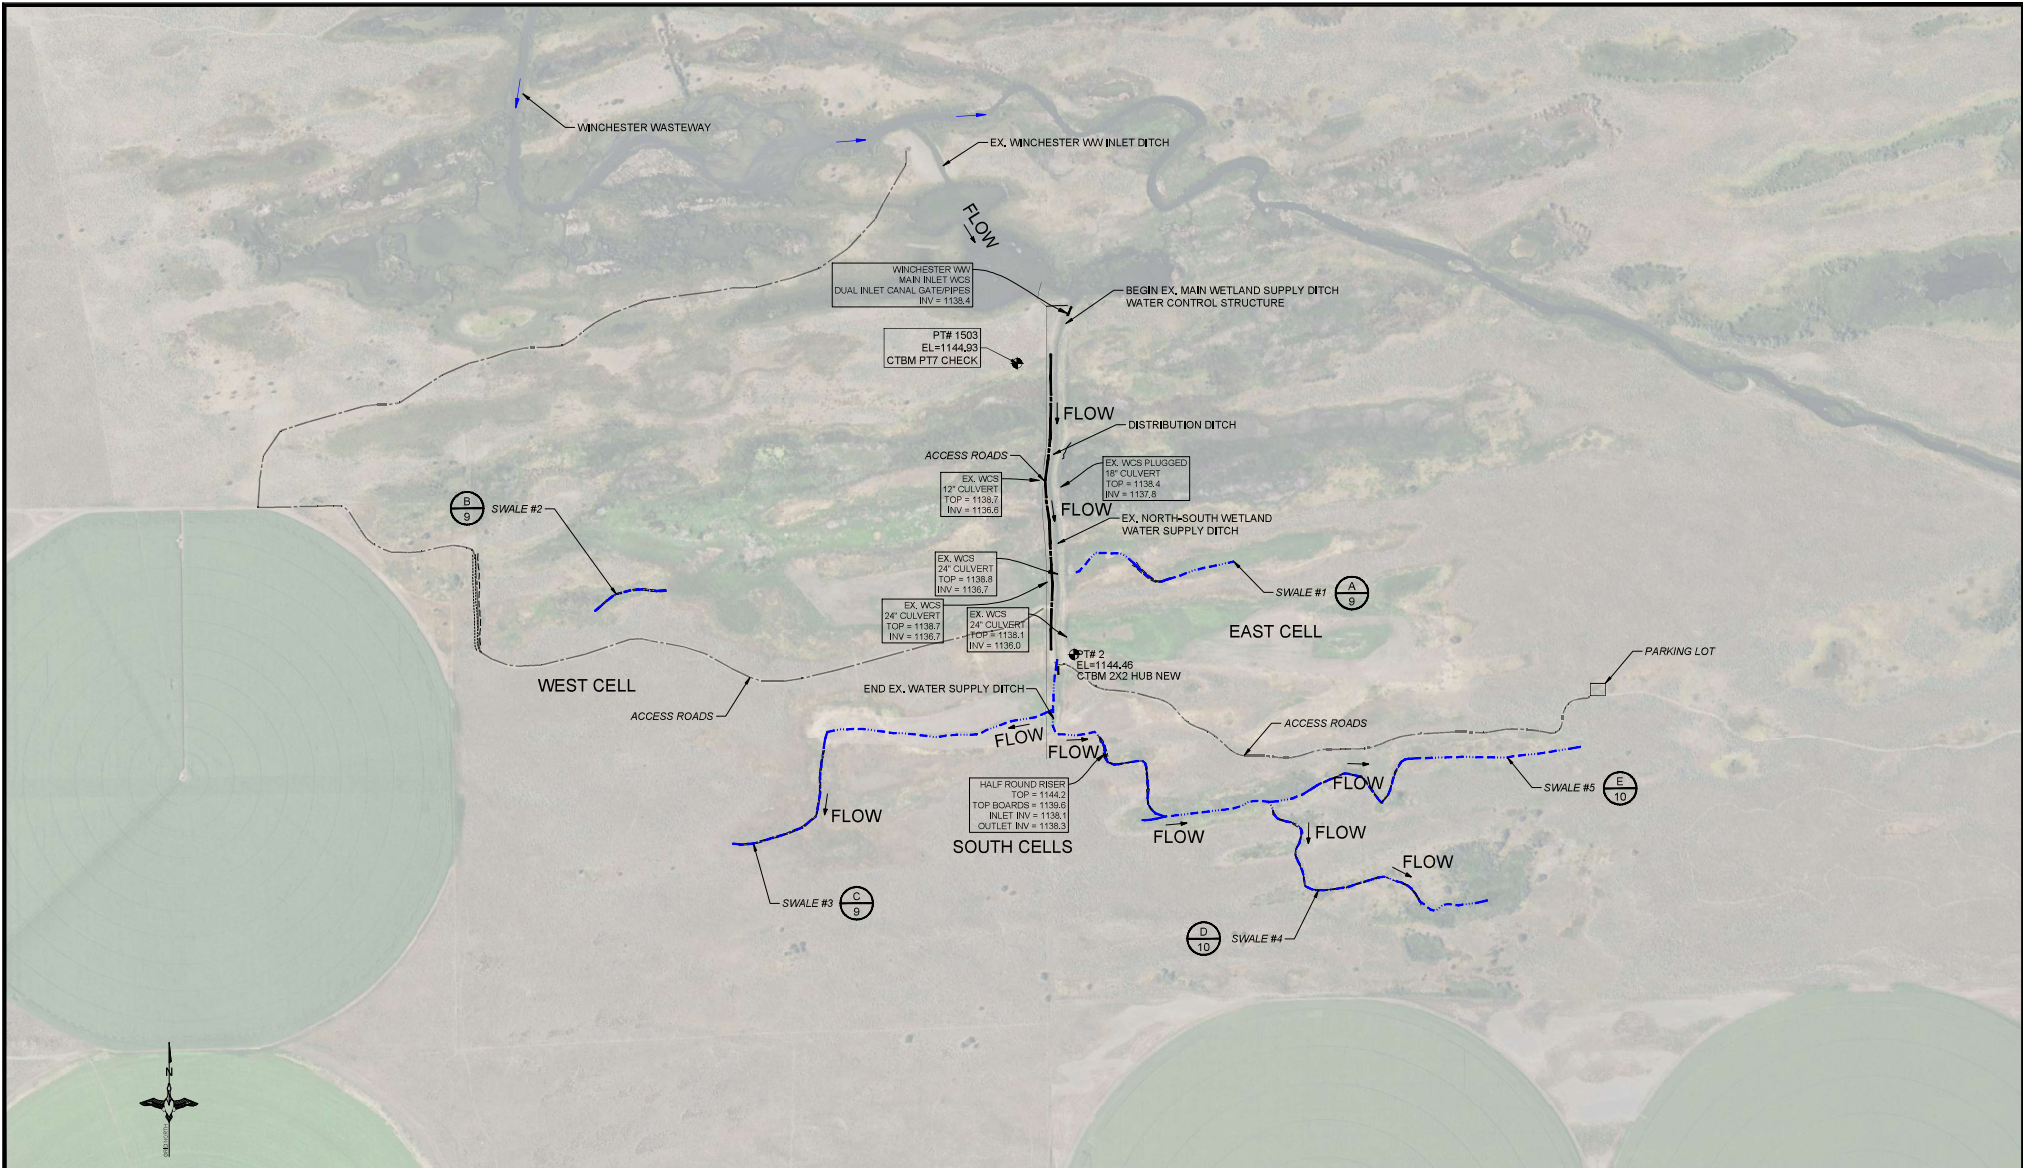 WINCHESTER WASTEWAY
EX. WINCHESTER WW INLET DITCH
FLOW
WINCHESTER WW
MAIN INLET WCS
DUAL INLET CANAL GATE/PIPES
INV = 1138.4
BEGIN EX. MAIN WETLAND SUPPLY DITCH
WATER CONTROL STRUCTURE
PT# 1503
EL=1144.93
CTBM PT7 CHECK
FLOW
DISTRIBUTION DITCH
ACCESS ROADS
EX. WCS PLUGGED
18" CULVERT
TOP = 1138.4
INV = 1137.8
EX. WCS
12" CULVERT
TOP = 1138.7
INV = 1136.6
B
9
SWALE #2
FLOW
EX. NORTH-SOUTH WETLAND
WATER SUPPLY DITCH
EX. WCS
24" CULVERT
TOP = 1138.8
INV = 1136.7
SWALE #1
A
9
EX. WCS
24" CULVERT
TOP = 1138.7
INV = 1136.7
EX. WCS
24" CULVERT
TOP = 1138.1
INV = 1136.0
EAST CELL
PT# 2
EL=1144.46
CTBM 2X2 HUB NEW
PARKING LOT
WEST CELL
END EX. WATER SUPPLY DITCH
ACCESS ROADS
ACCESS ROADS
FLOW
FLOW
HALF ROUND RISER
TOP = 1144.2
TOP BOARDS = 1139.6
INLET INV = 1138.1
OUTLET INV = 1138.3
FLOW
SWALE #5
E
10
FLOW
FLOW
FLOW
SOUTH CELLS
FLOW
SWALE #3
C
9
D
10
SWALE #4
N
GRID NORTH